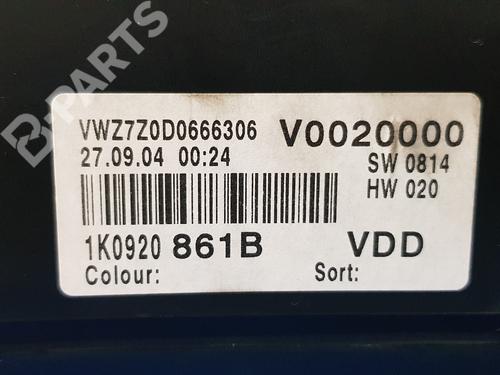 B-PARTS
VWZ7Z0D0666306 V0020000
27.09.04 00:24 SW 0814
HW 020
1K0920 861B VDD
Colour: Sort: